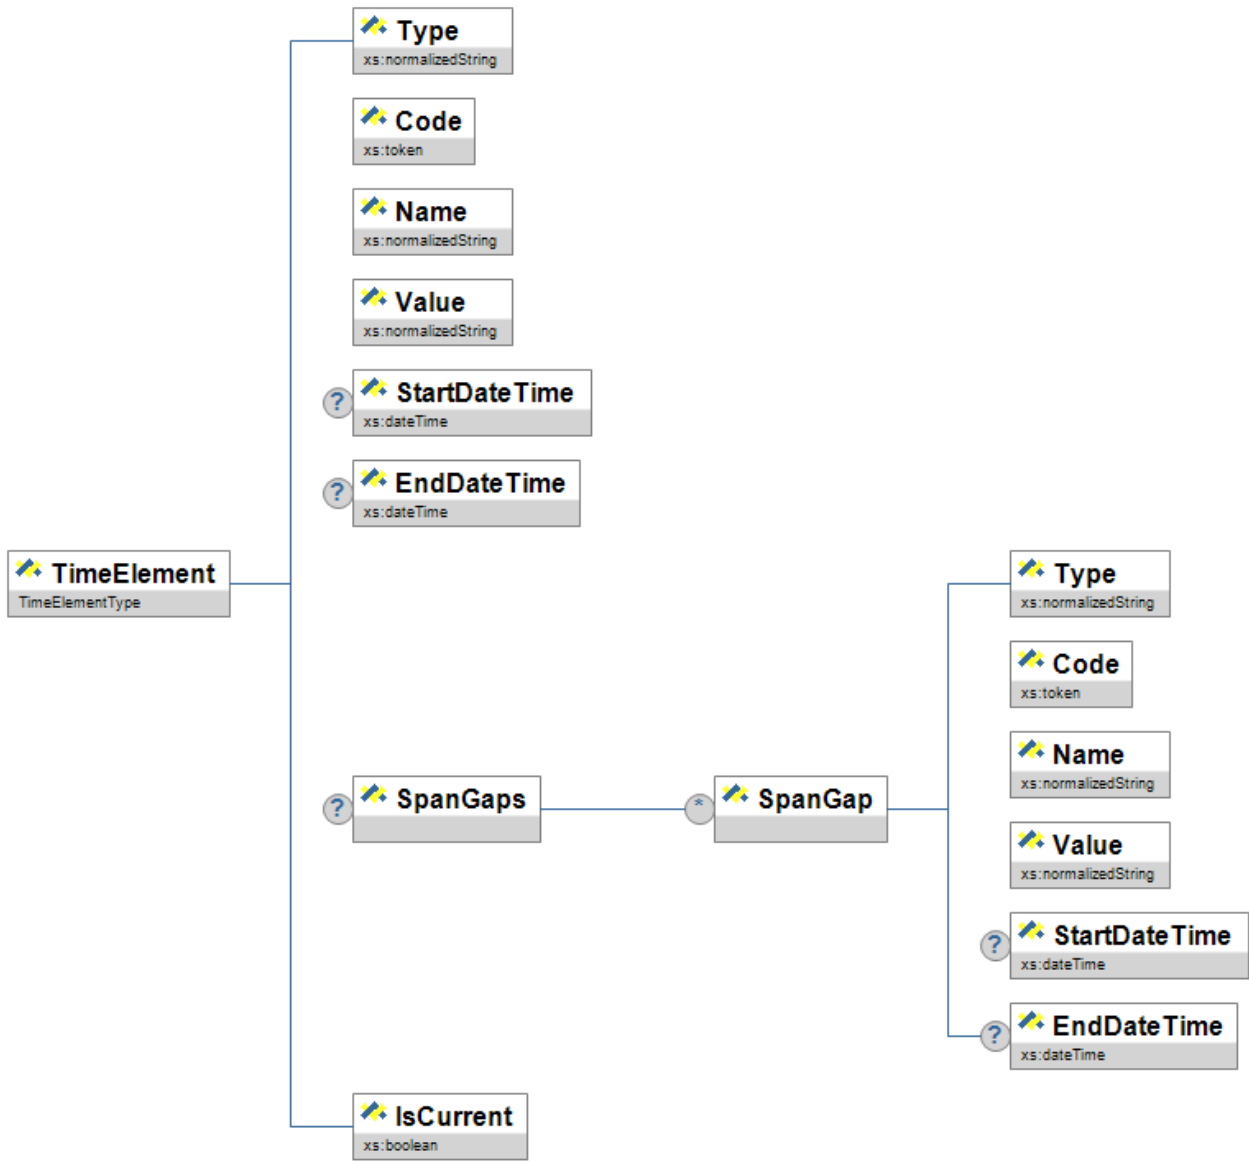 Type
xs:normalizedString
Code
xs:token
Name
xs:normalizedString
Value
xs:normalizedString
?
StartDateTime
xs:dateTime
?
EndDateTime
xs:dateTime
TimeElement
TimeElementType
?
SpanGaps
*
SpanGap
Type
xs:normalizedString
Code
xs:token
Name
xs:normalizedString
Value
xs:normalizedString
?
StartDateTime
xs:dateTime
?
EndDateTime
xs:dateTime
IsCurrent
xs:boolean